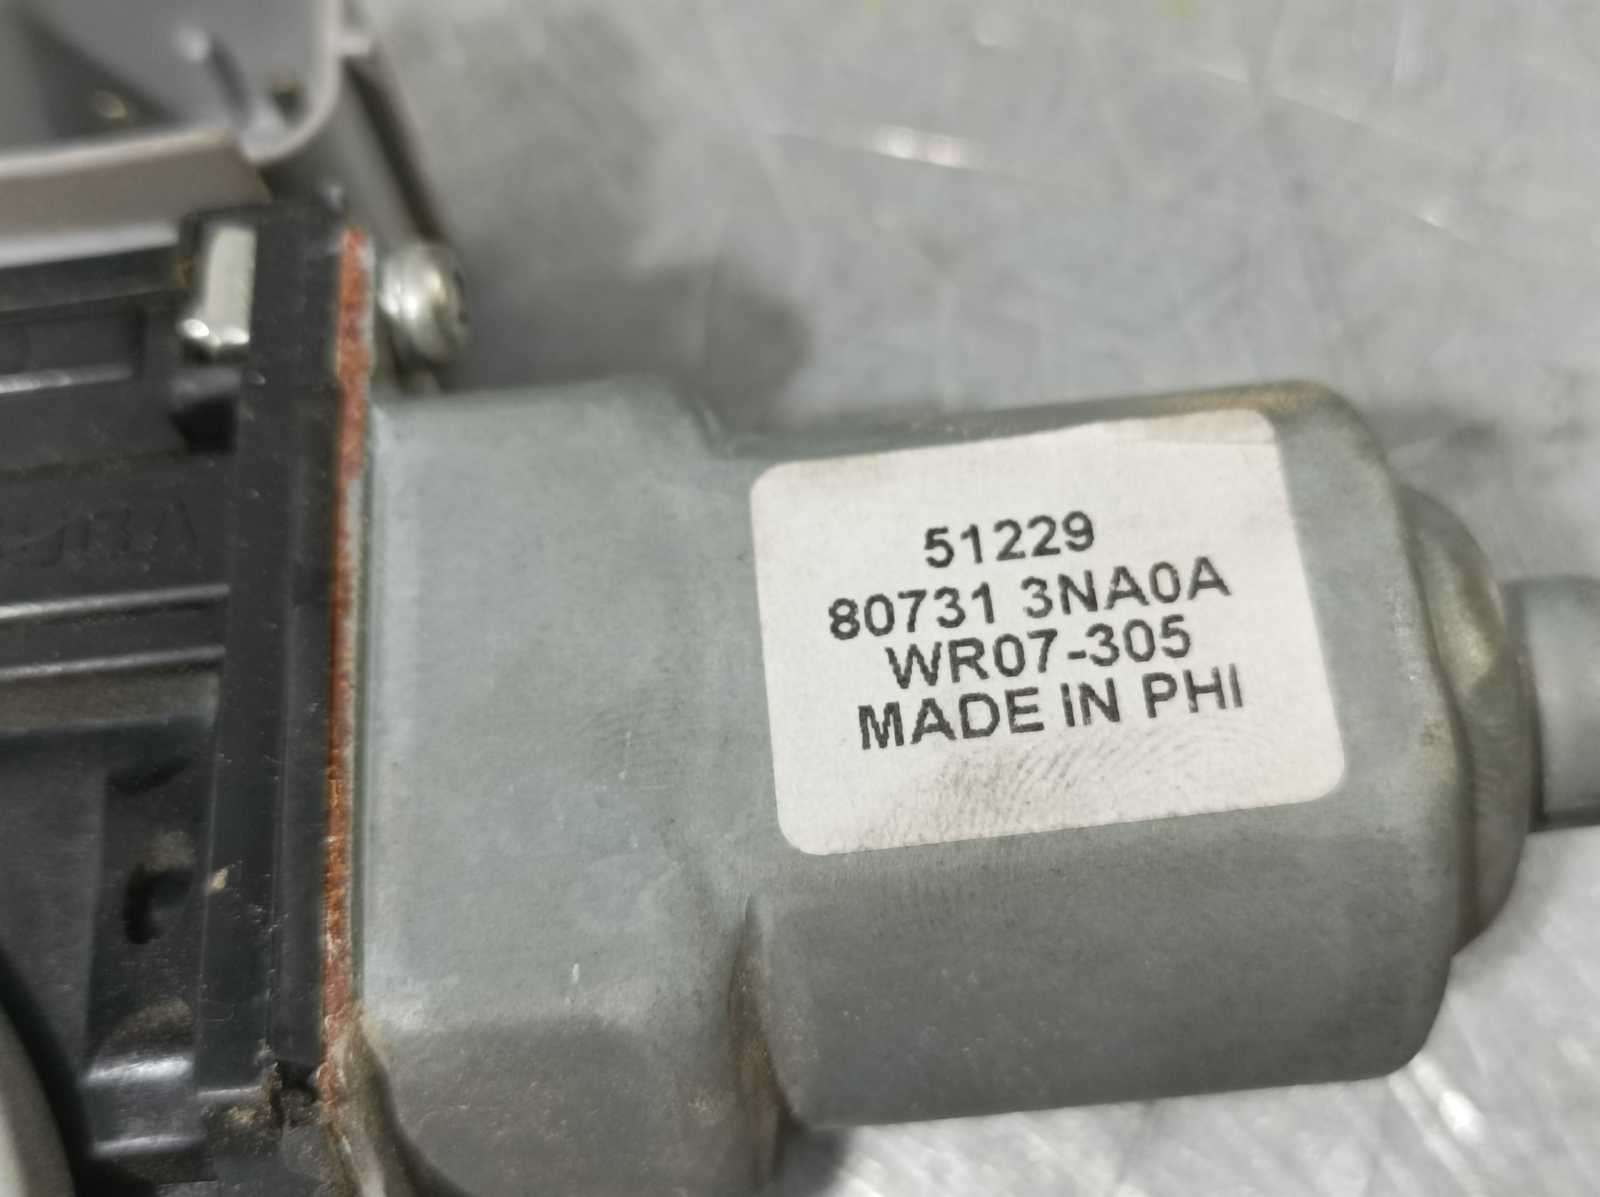 51229
80731 3NA0A
WR07-305
MADE IN PHI